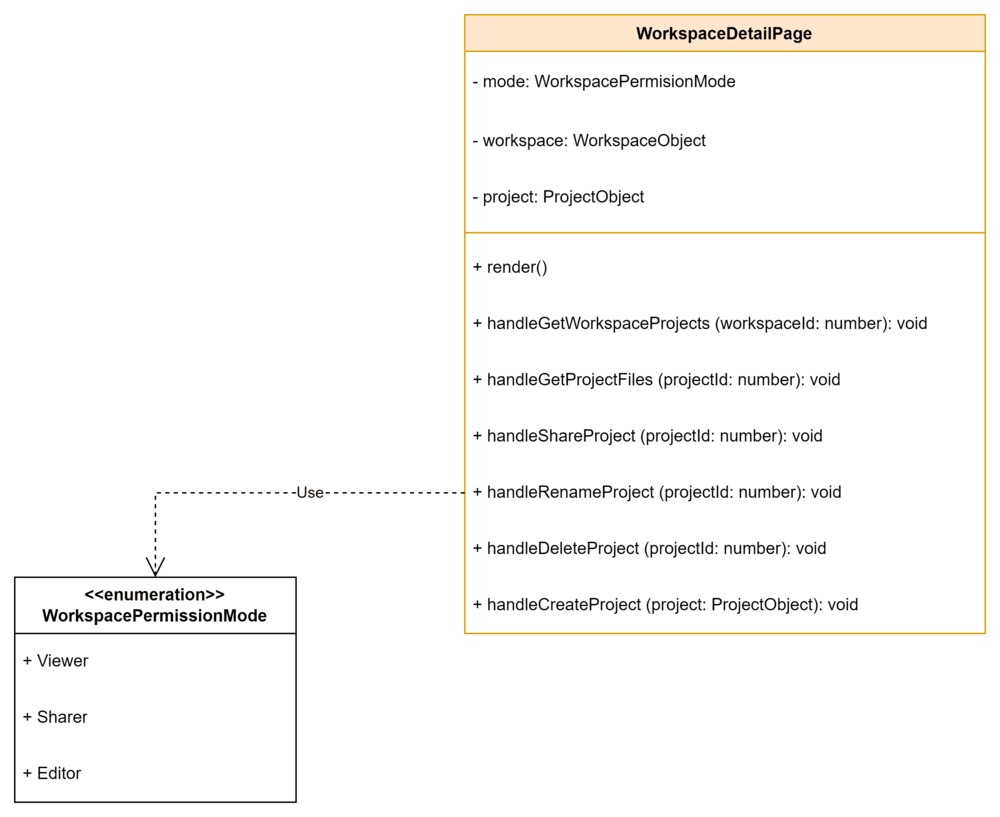 WorkspaceDetailPage
- mode: WorkspacePermisionMode
- workspace: WorkspaceObject
- project: ProjectObject
+ render()
+ handleGetWorkspaceProjects (workspaceId: number): void
+ handleGetProjectFiles (projectId: number): void
+ handleShareProject (projectId: number): void
+ handleRenameProject (projectId: number): void
+ handleDeleteProject (projectId: number): void
+ handleCreateProject (project: ProjectObject): void
Use
<<enumeration>>
WorkspacePermissionMode
+ Viewer
+ Sharer
+ Editor